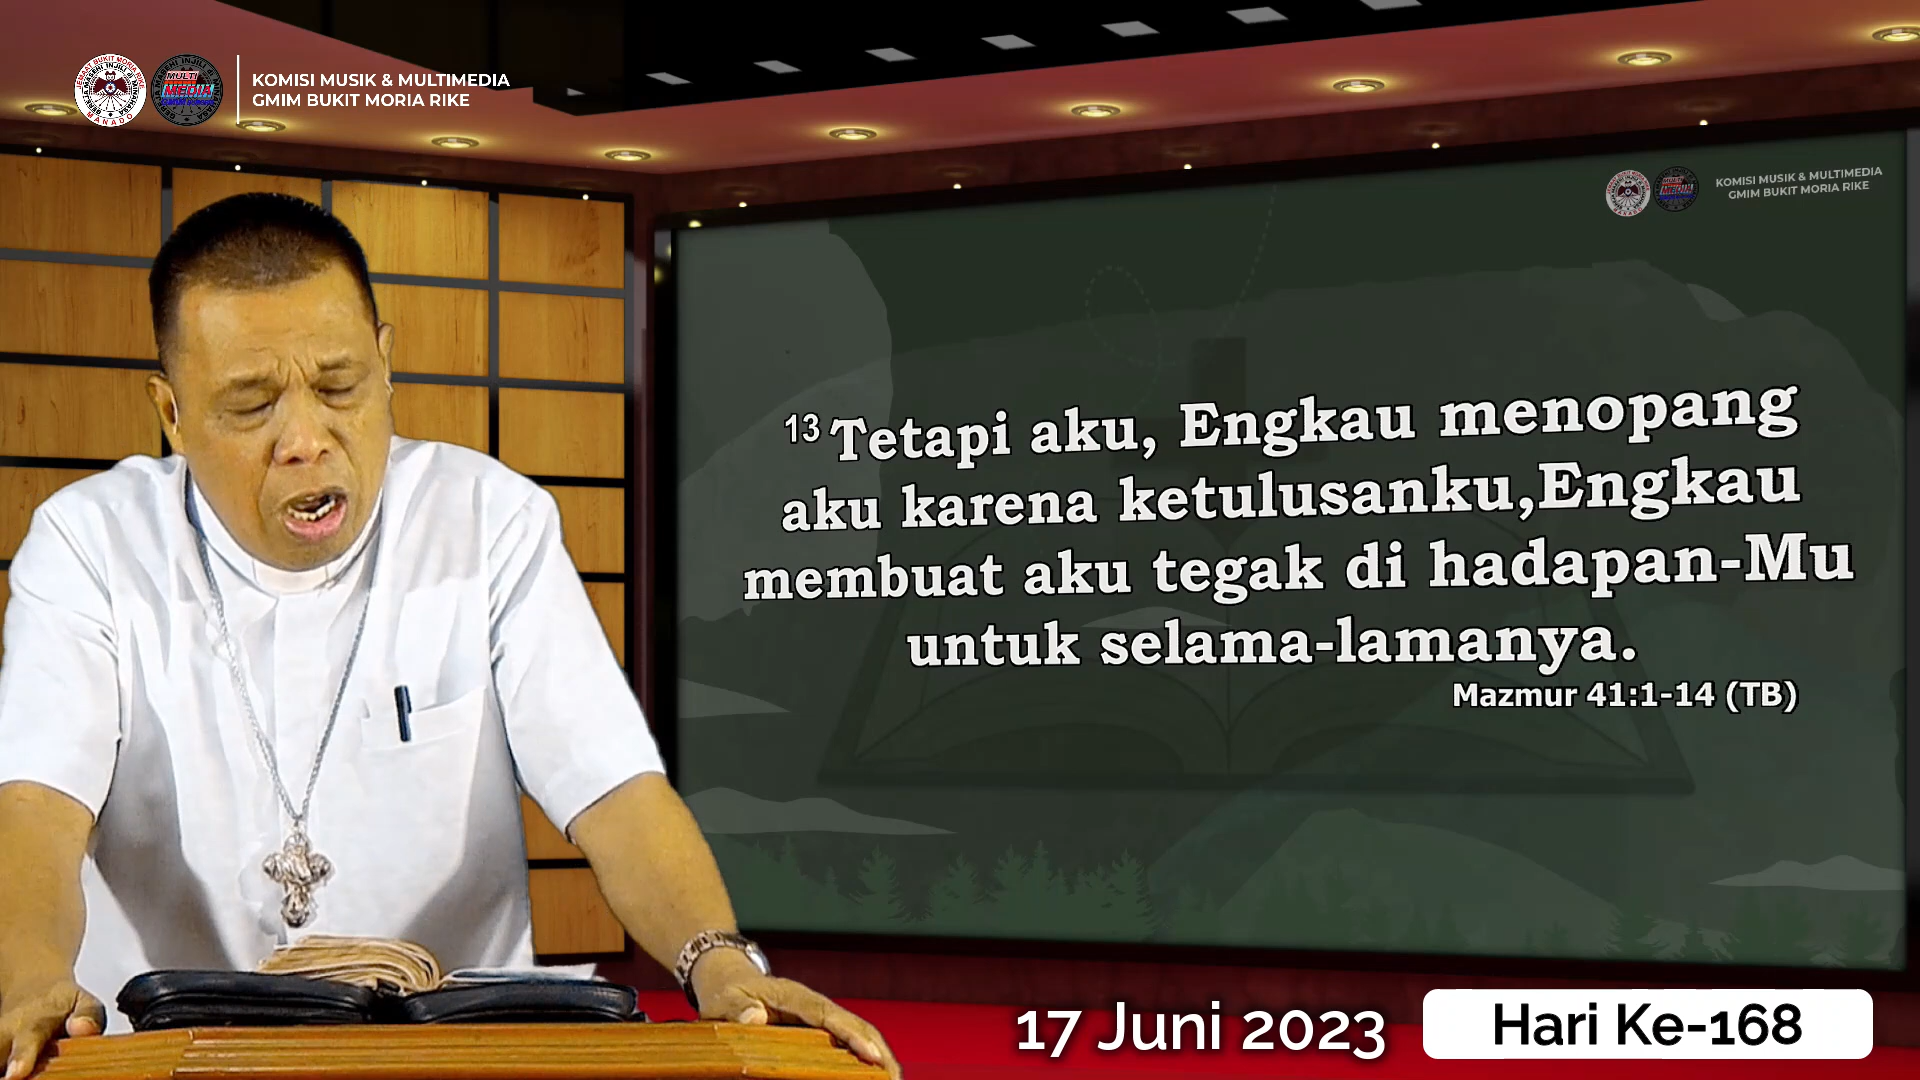 KOMISI MUSIK & MULTIMEDIA
GMIM BUKIT MORIA RIKE
KOMISI MUSIK & MULTIMEDIA
GMIM BUKIT MORIA RIKE
13 Tetapi aku, Engkau menopang
aku karena ketulusanku,Engkau
membuat aku tegak di hadapan-Mu
untuk selama-lamanya.
Mazmur 41:1-14 (TB)
17 Juni 2023
Hari Ke-168